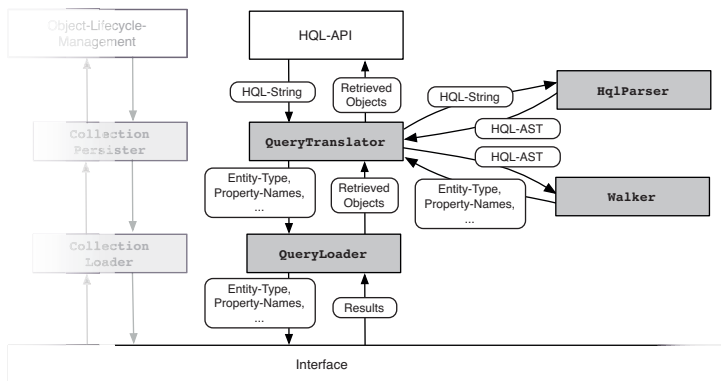 Object-Lifecycle-
Management
HQL-API
HQL-String
Retrieved
Objects
HQL-String
HqlParser
Collection
Persister
QueryTranslator
HQL-AST
HQL-AST
Entity-Type,
Property-Names,
...
Retrieved
Objects
Entity-Type,
Property-Names,
...
Walker
Collection
Loader
QueryLoader
Entity-Type,
Property-Names,
...
Results
Interface